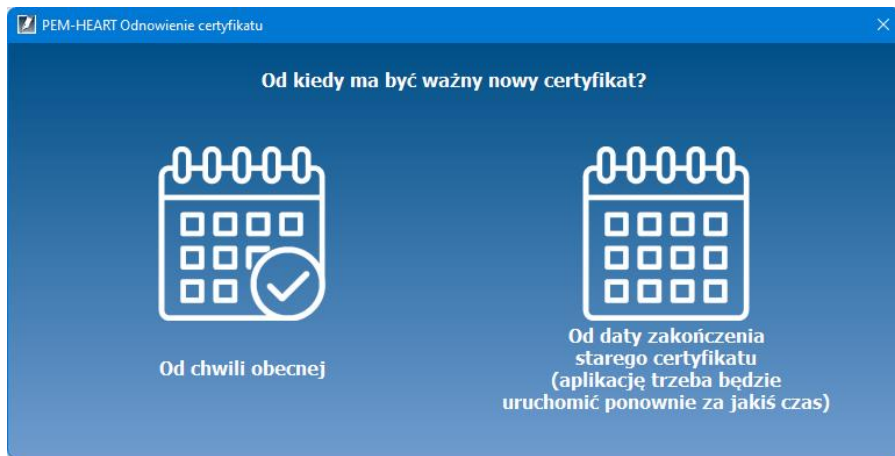 PEM-HEART Odnowienie certyfikatu
Od kiedy ma być ważny nowy certyfikat?
Od chwili obecnej
Od daty zakończenia
starego certyfikatu
(aplikację trzeba będzie
uruchomić ponownie za jakiś czas)